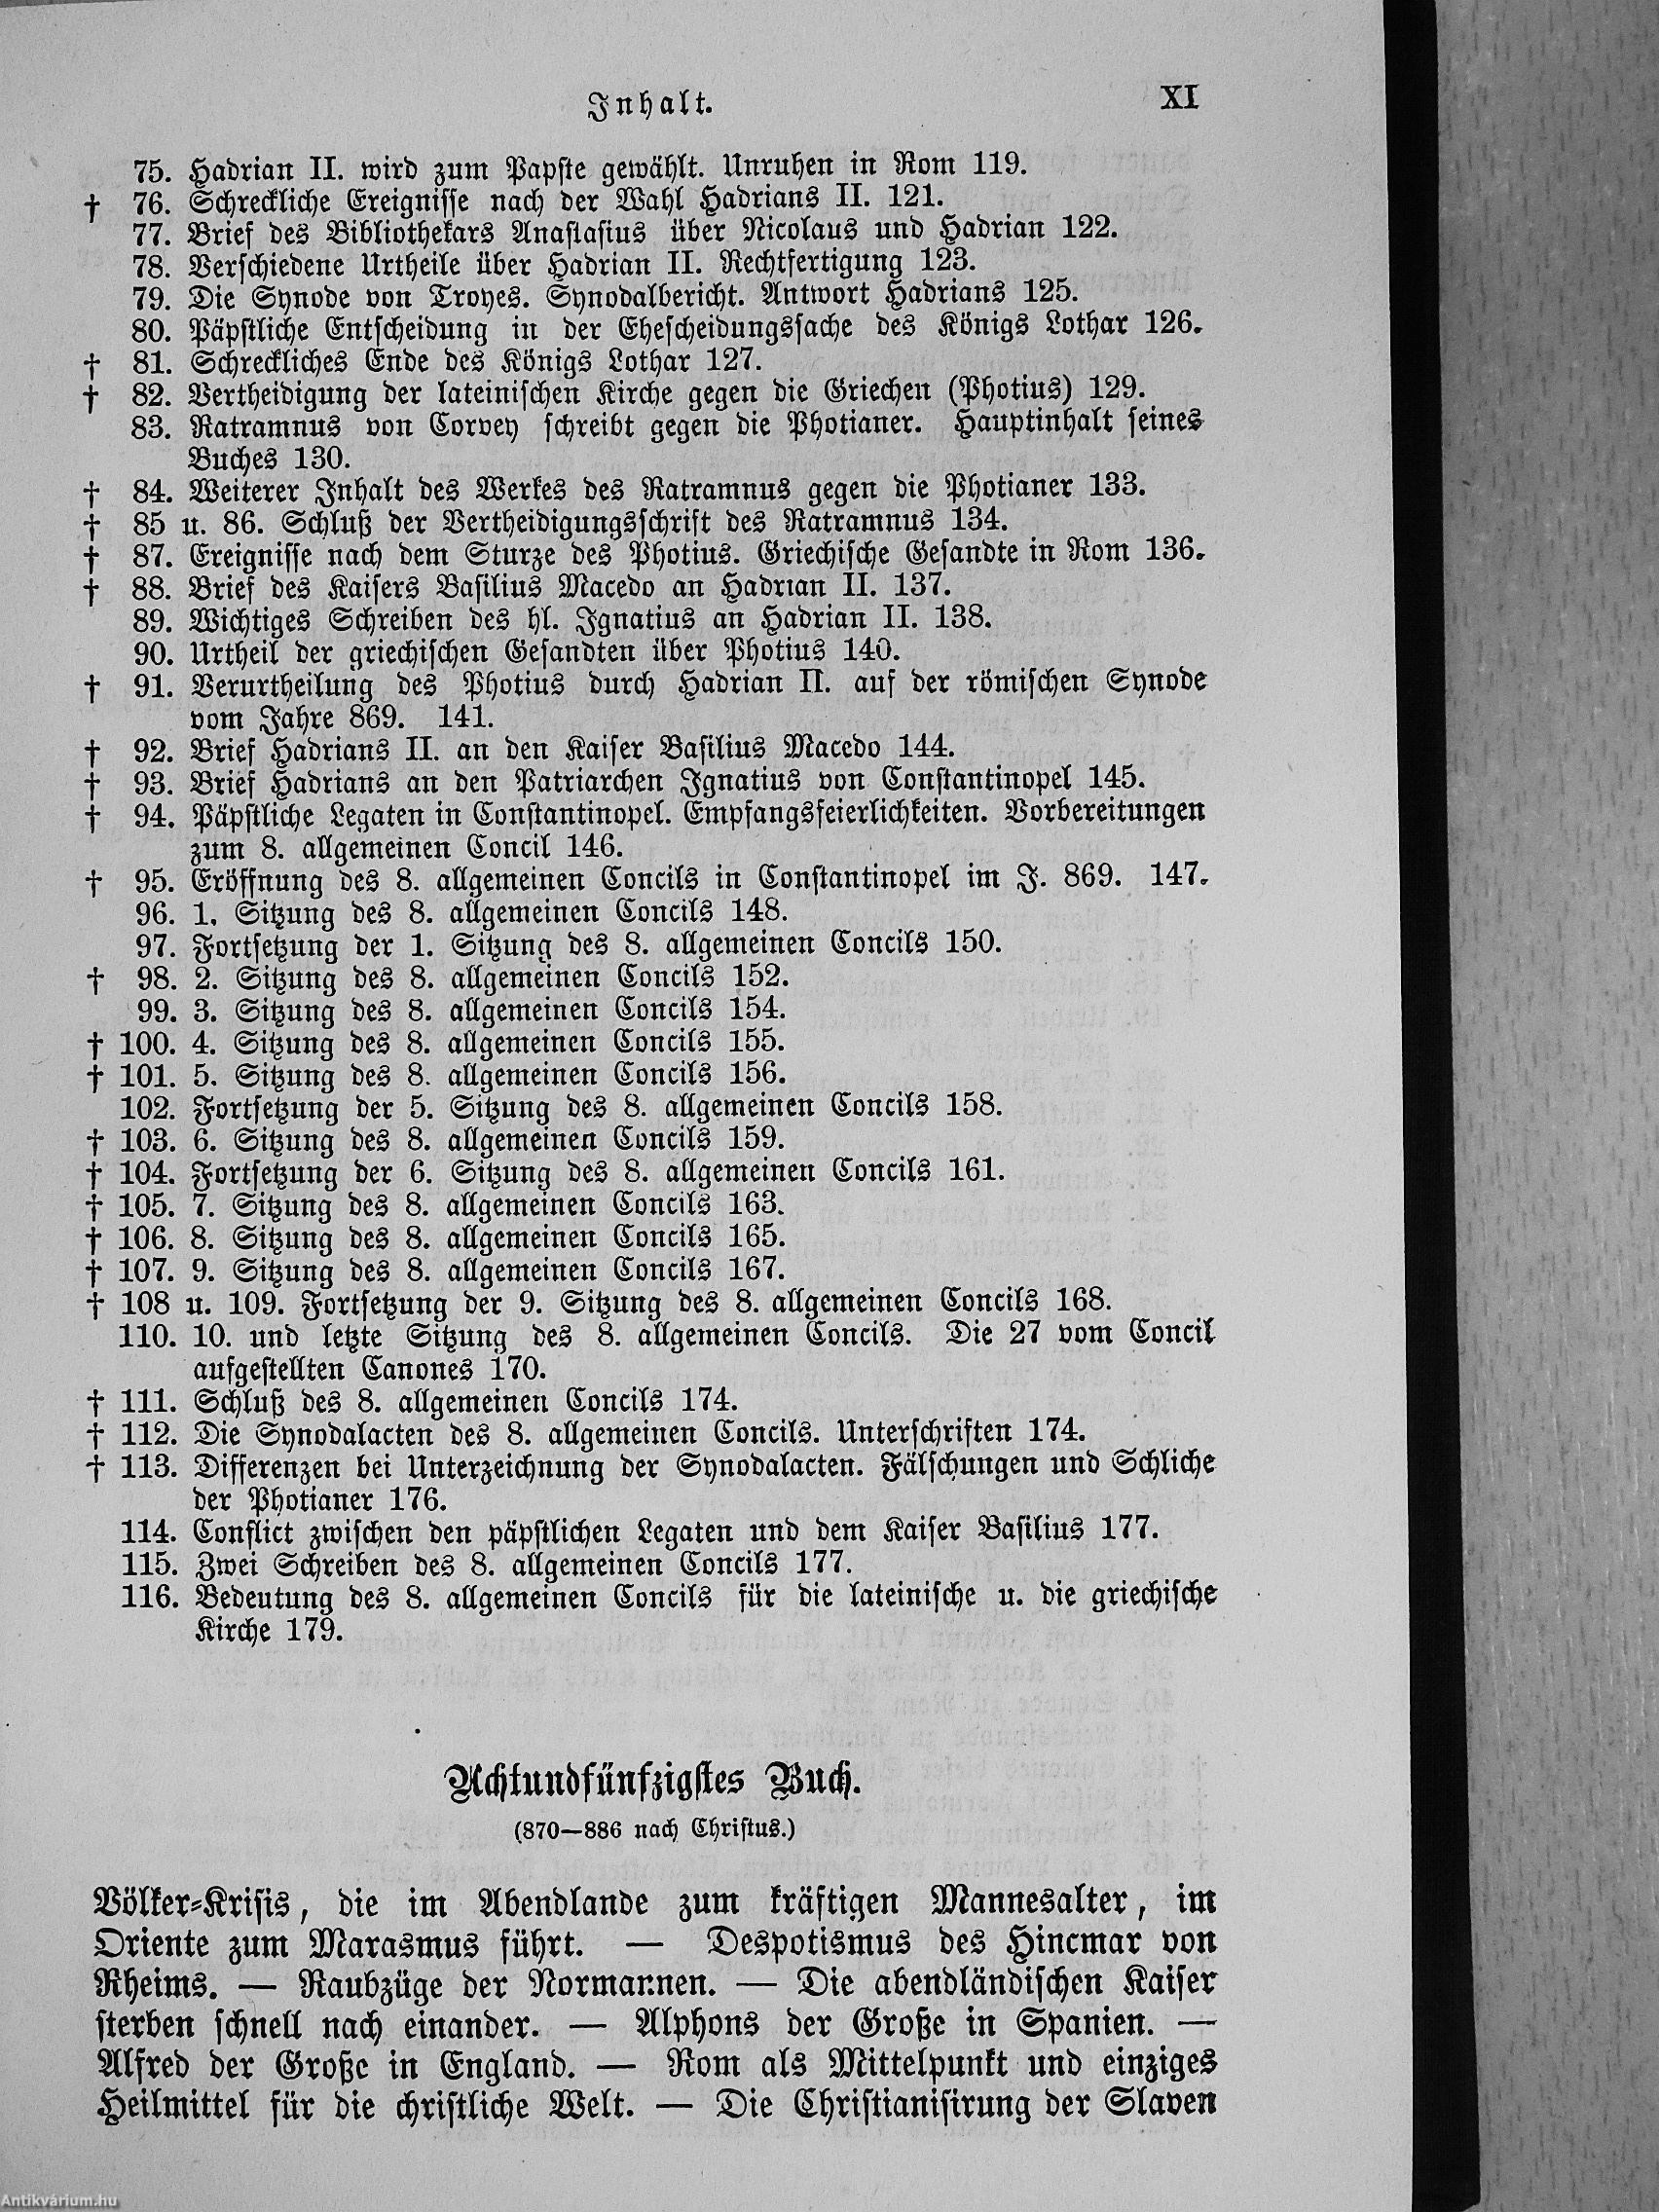 Inhalt. XI
75. Hadrian II. wird zum Papste gewählt. Unruhen in Rom 119.
† 76. Schreckliche Ereignisse nach der Wahl Hadrians II. 121.
77. Brief des Bibliothekars Anastasius über Nicolaus und Hadrian 122.
78. Verschiedene Urtheile über Hadrian II. Rechtfertigung 123.
79. Die Synode von Troyes. Synodalbericht. Antwort Hadrians 125.
80. Päpstliche Entscheidung in der Ehescheidungssache des Königs Lothar 126.
† 81. Schreckliches Ende des Königs Lothar 127.
† 82. Vertheidigung der lateinischen Kirche gegen die Griechen (Photius) 129.
83. Ratramnus von Corvey schreibt gegen die Photianer. Hauptinhalt seines
Buches 130.
† 84. Weiterer Inhalt des Werkes des Ratramnus gegen die Photianer 133.
† 85 u. 86. Schluß der Vertheidigungsschrift des Ratramnus 134.
† 87. Ereignisse nach dem Sturze des Photius. Griechische Gesandte in Rom 136.
† 88. Brief des Kaisers Basilius Macedo an Hadrian II. 137.
89. Wichtiges Schreiben des hl. Ignatius an Hadrian II. 138.
90. Urtheil der griechischen Gesandten über Photius 140.
† 91. Verurtheilung des Photius durch Hadrian II. auf der römischen Synode
vom Jahre 869. 141.
† 92. Brief Hadrians II. an den Kaiser Basilius Macedo 144.
† 93. Brief Hadrians an den Patriarchen Ignatius von Constantinopel 145.
† 94. Päpstliche Legaten in Constantinopel. Empfangsfeierlichkeiten. Vorbereitungen
zum 8. allgemeinen Concil 146.
† 95. Eröffnung des 8. allgemeinen Concils in Constantinopel im J. 869. 147.
96. 1. Sitzung des 8. allgemeinen Concils 148.
97. Fortsetzung der 1. Sitzung des 8. allgemeinen Concils 150.
† 98. 2. Sitzung des 8. allgemeinen Concils 152.
99. 3. Sitzung des 8. allgemeinen Concils 154.
† 100. 4. Sitzung des 8. allgemeinen Concils 155.
† 101. 5. Sitzung des 8. allgemeinen Concils 156.
102. Fortsetzung der 5. Sitzung des 8. allgemeinen Concils 158.
† 103. 6. Sitzung des 8. allgemeinen Concils 159.
† 104. Fortsetzung der 6. Sitzung des 8. allgemeinen Concils 161.
† 105. 7. Sitzung des 8. allgemeinen Concils 163.
† 106. 8. Sitzung des 8. allgemeinen Concils 165.
† 107. 9. Sitzung des 8. allgemeinen Concils 167.
† 108 u. 109. Fortsetzung der 9. Sitzung des 8. allgemeinen Concils 168.
110. 10. und letzte Sitzung des 8. allgemeinen Concils. Die 27 vom Concil
aufgestellten Canones 170.
† 111. Schluß des 8. allgemeinen Concils 174.
† 112. Die Synodalacten des 8. allgemeinen Concils. Unterschriften 174.
† 113. Differenzen bei Unterzeichnung der Synodalacten. Fälschungen und Schliche
der Photianer 176.
114. Conflict zwischen den päpstlichen Legaten und dem Kaiser Basilius 177.
115. Zwei Schreiben des 8. allgemeinen Concils 177.
116. Bedeutung des 8. allgemeinen Concils für die lateinische u. die griechische
Kirche 179.
Achtundfünfzigstes Buch.
(870—886 nach Christus.)
Völker-Krisis, die im Abendlande zum kräftigen Mannesalter, im
Oriente zum Marasmus führt. — Despotismus des Hincmar von
Rheims. — Raubzüge der Normannen. — Die abendländischen Kaiser
sterben schnell nach einander. — Alphons der Große in Spanien. —
Alfred der Große in England. — Rom als Mittelpunkt und einziges
Heilmittel für die christliche Welt. — Die Christianisirung der Slaven
Antikvárium.hu